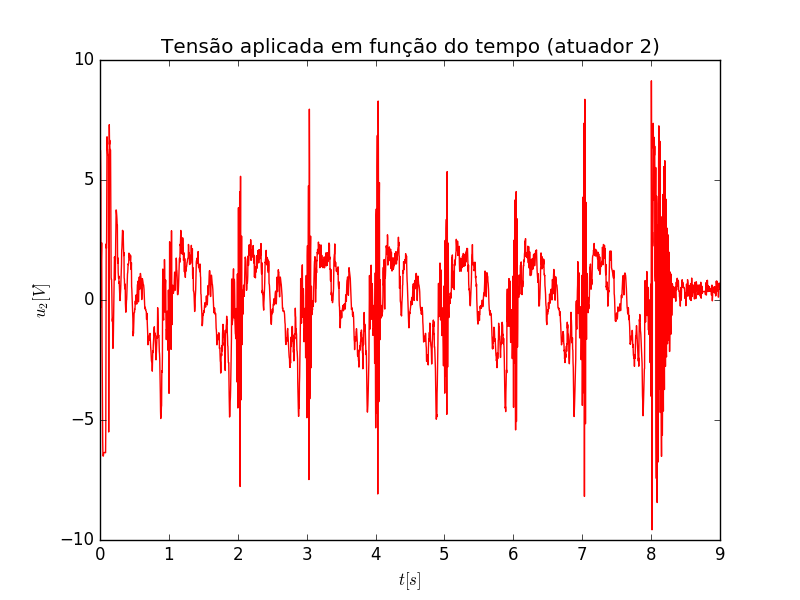 Tensão aplicada em função do tempo (atuador 2)
10
5
0
−5
−10
u₂[V]
0 1 2 3 4 5 6 7 8 9
t[s]